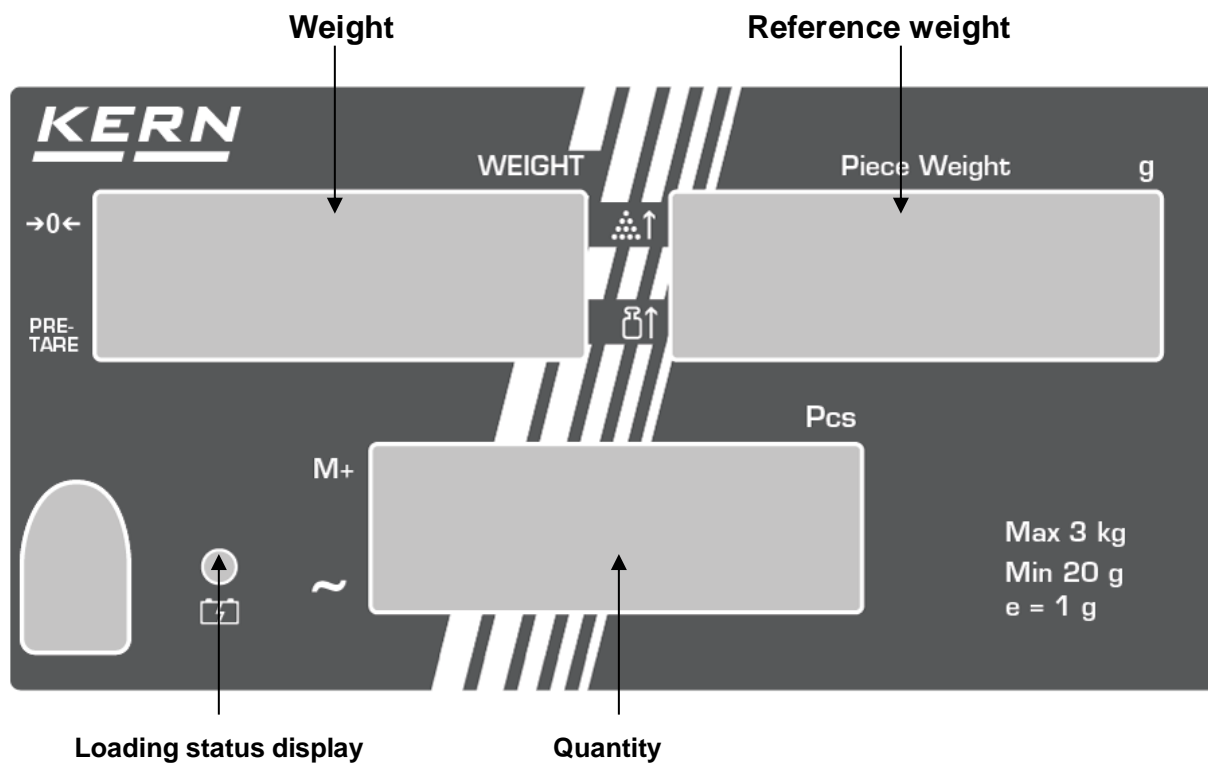 Weight
Reference weight
KERN
WEIGHT
Piece Weight g
→0←
PRE-
TARE
Pcs
M+
~
Max 3 kg
Min 20 g
e = 1 g
Loading status display
Quantity